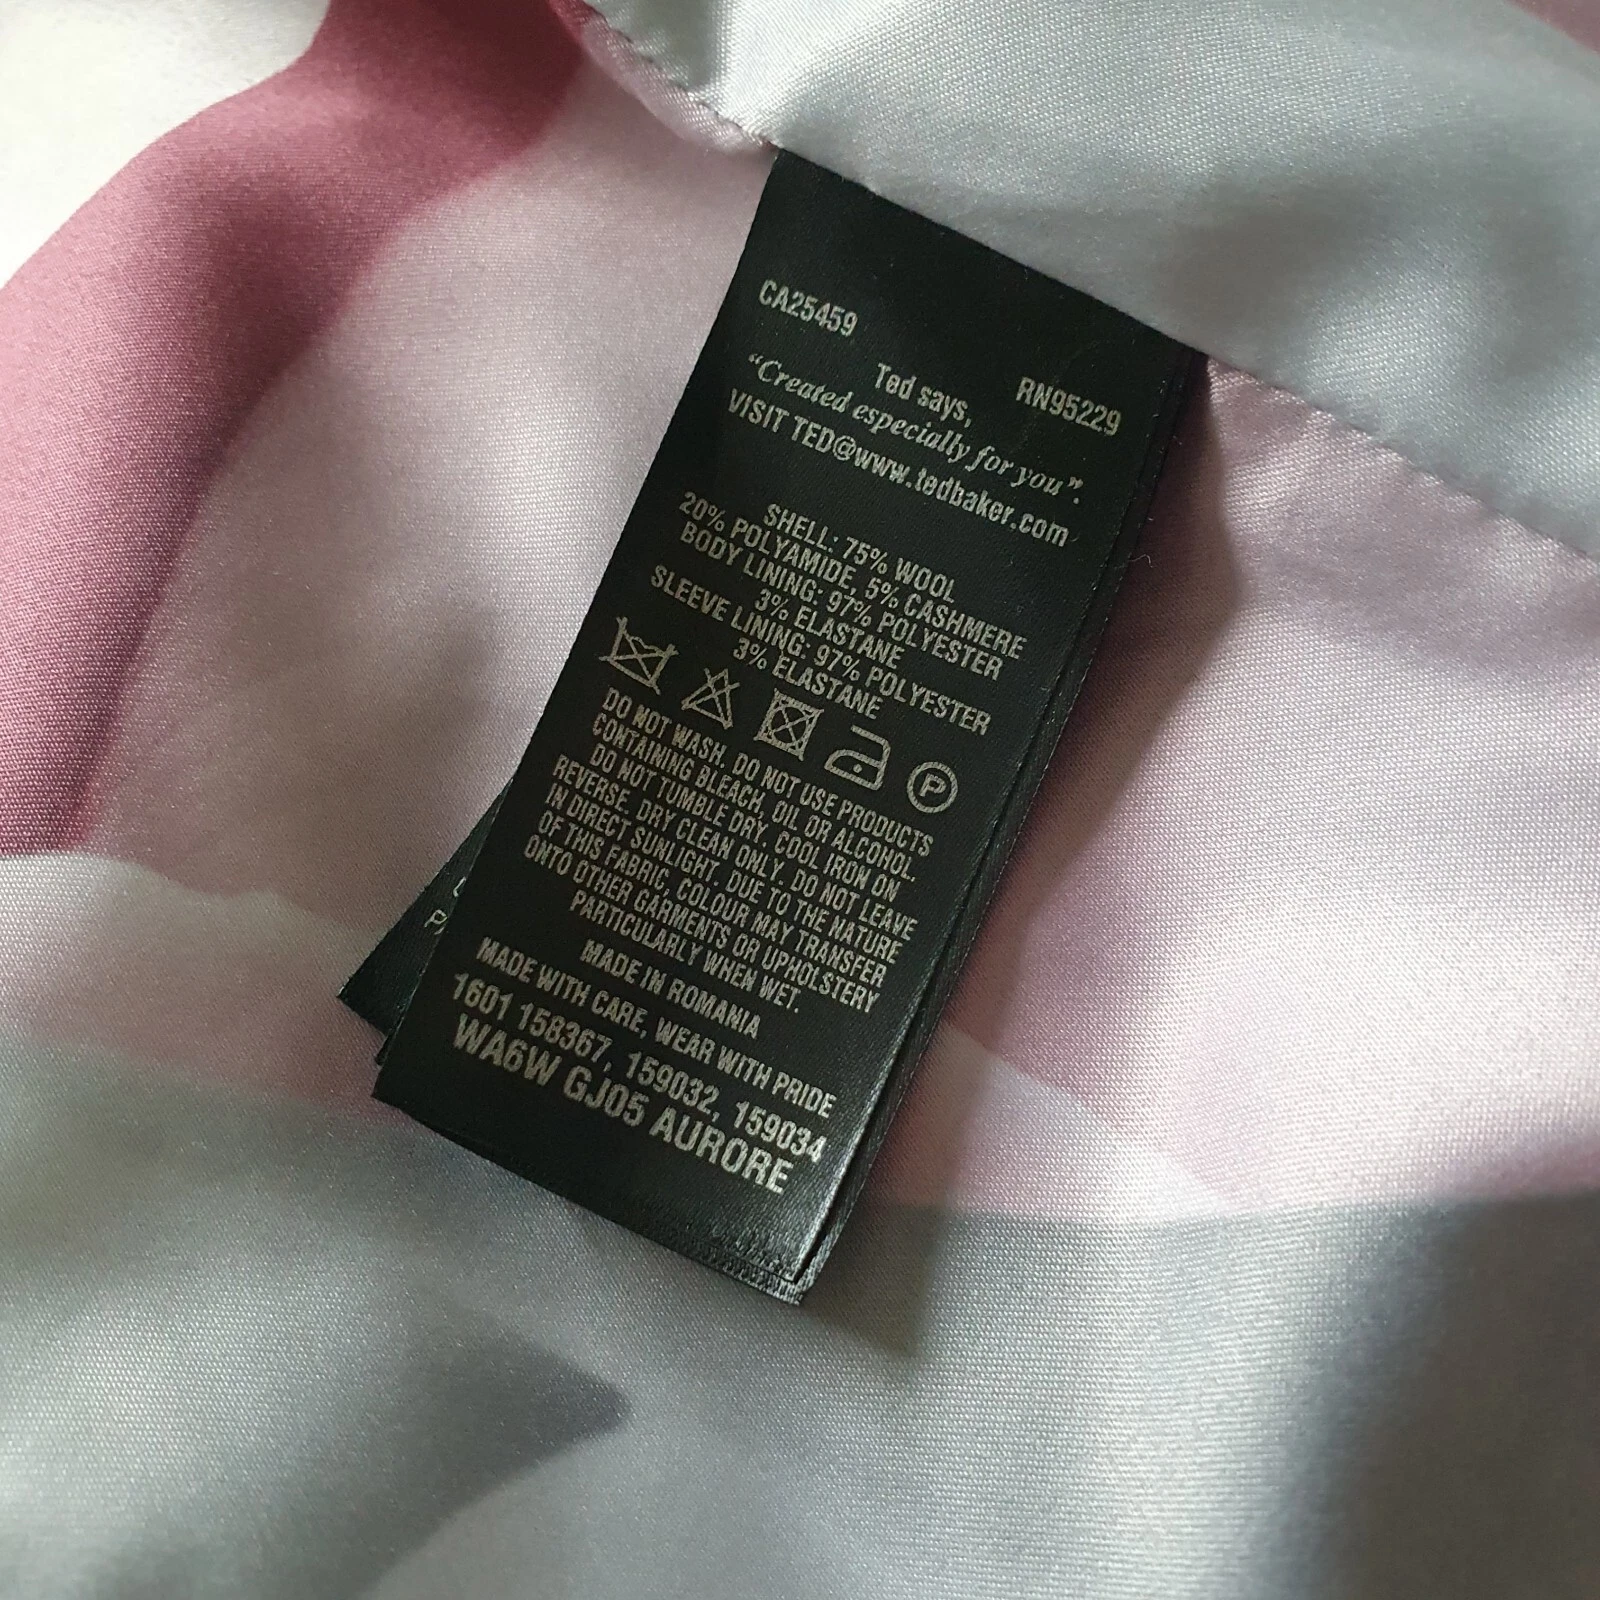 CA25459
RN95229
Ted says,
"Created especially for you".
VISIT TED@www.tedbaker.com
SHELL: 75% WOOL
20% POLYAMIDE, 5% CASHMERE
BODY LINING: 97% POLYESTER
3% ELASTANE
SLEEVE LINING: 97% POLYESTER
3% ELASTANE
P
DO NOT WASH. DO NOT USE PRODUCTS
CONTAINING BLEACH, OIL OR ALCOHOL.
DO NOT TUMBLE DRY. COOL IRON ON
REVERSE. DRY CLEAN ONLY. DO NOT LEAVE
IN DIRECT SUNLIGHT. DUE TO THE NATURE
OF THIS FABRIC, COLOUR MAY TRANSFER
ONTO OTHER GARMENTS OR UPHOLSTERY
PARTICULARLY WHEN WET.
MADE IN ROMANIA
MADE WITH CARE, WEAR WITH PRIDE
1601 158367, 159032, 159034
WA6W GJ05 AURORE